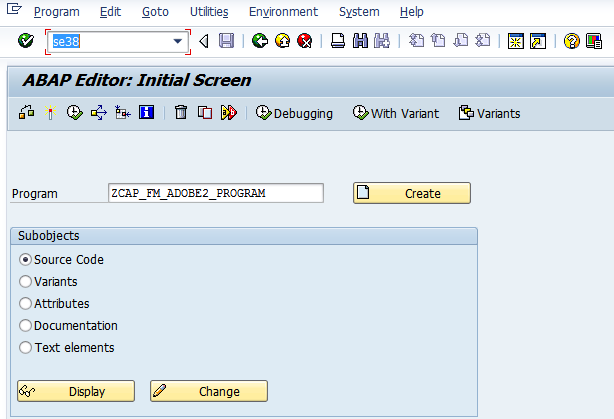 Program Edit Goto Utilities Environment System Help
se38
ABAP Editor: Initial Screen
Debugging With Variant Variants
Program ZCAP_FM_ADOBE2_PROGRAM Create
Subobjects
Source Code
Variants
Attributes
Documentation
Text elements
Display Change